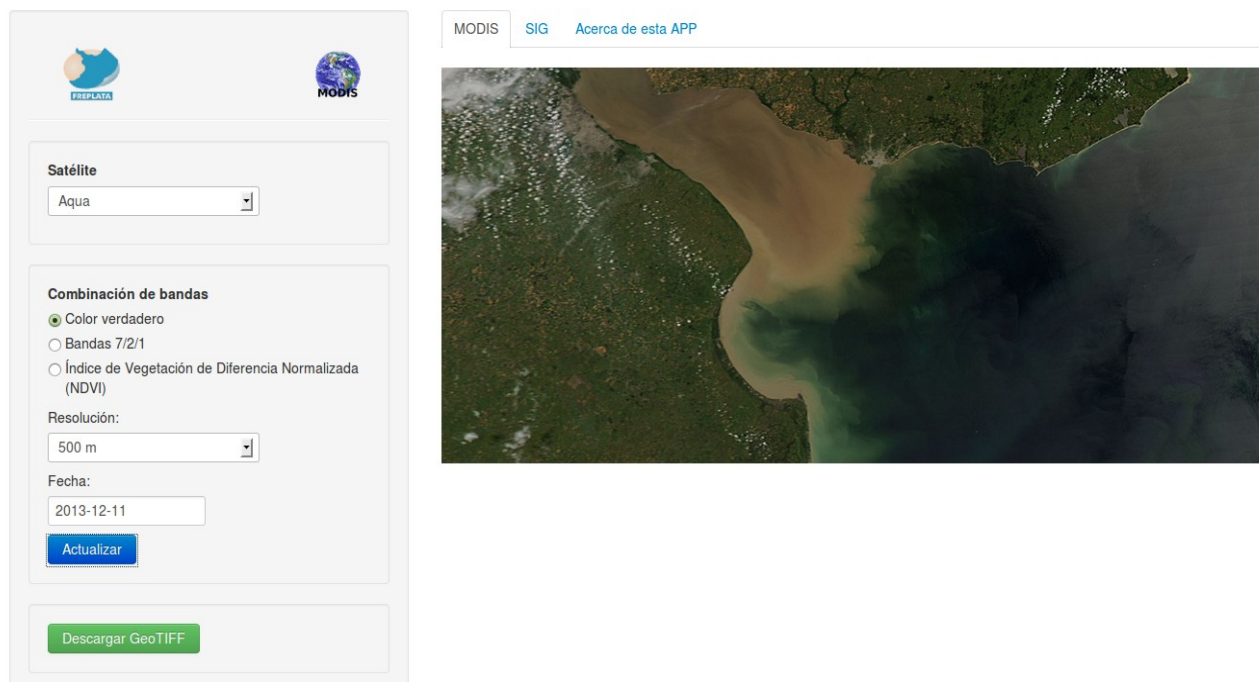 FREPLATA
MODIS
Satélite
Aqua
Combinación de bandas
Color verdadero
Bandas 7/2/1
Índice de Vegetación de Diferencia Normalizada
(NDVI)
Resolución:
500 m
Fecha:
2013-12-11
Actualizar
Descargar GeoTIFF
MODIS
SIG
Acerca de esta APP